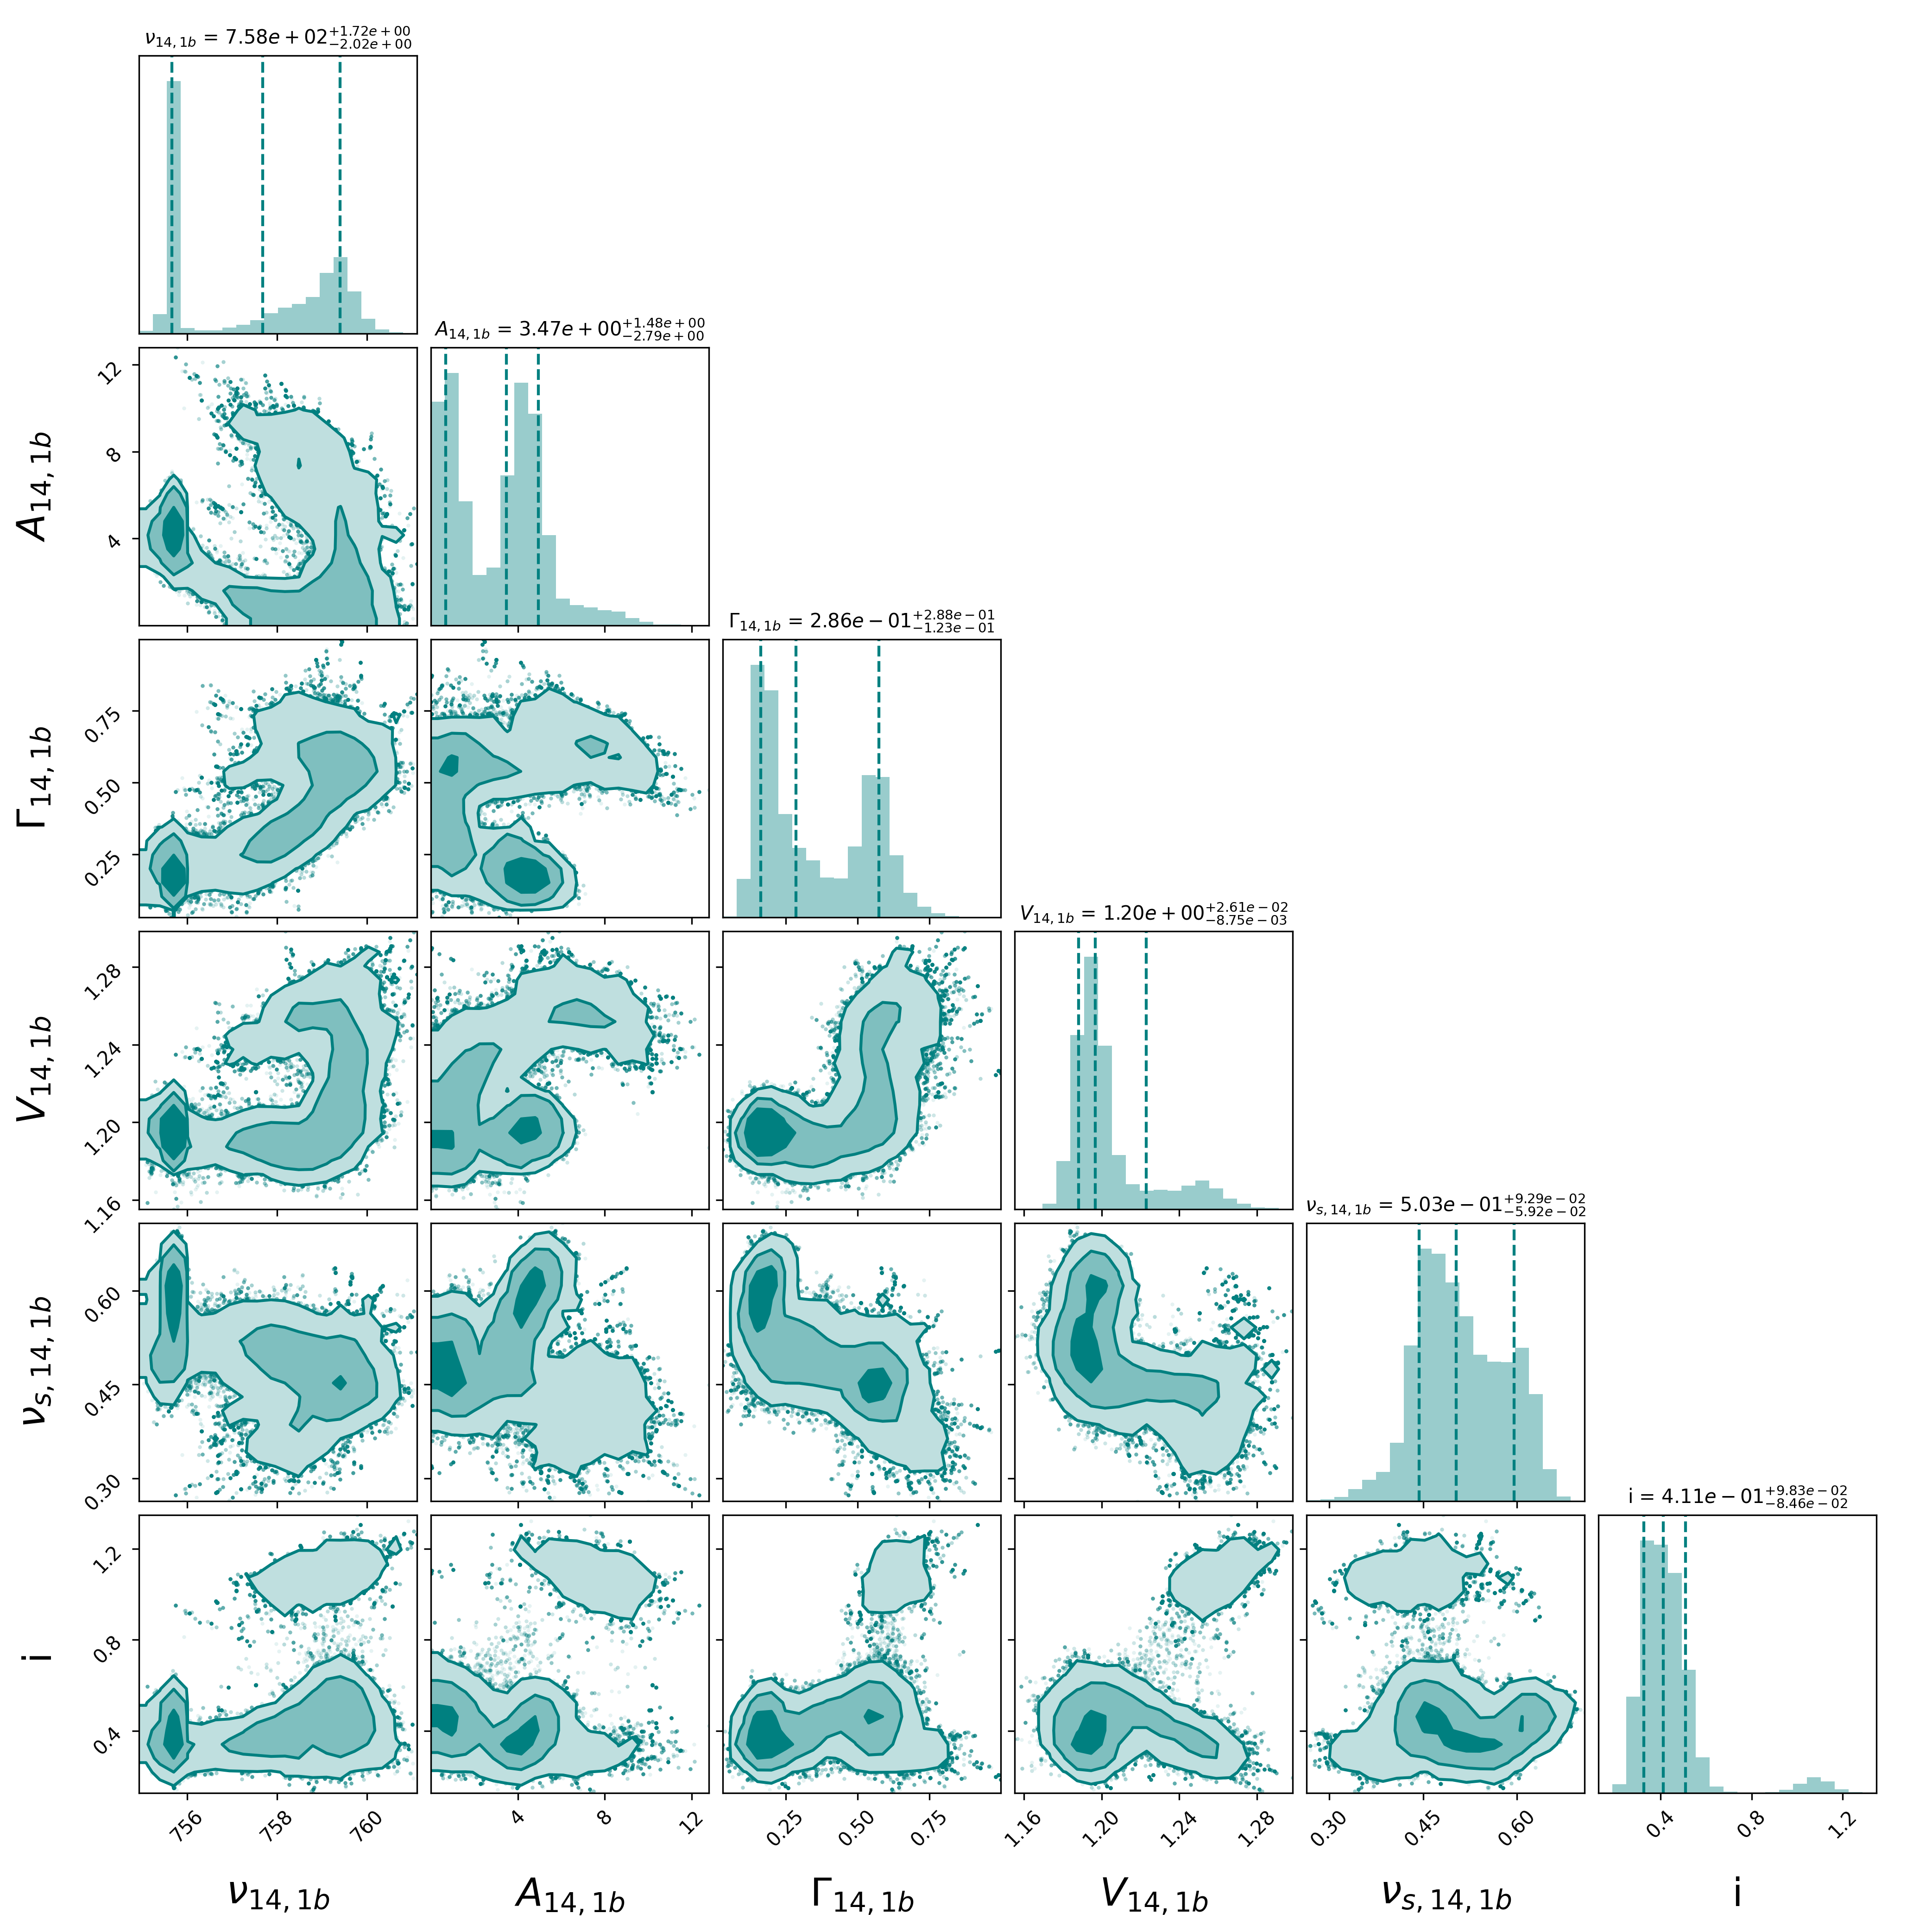 ν14,1b = 7.58e + 02 +1.72e+00 −2.02e+00
A14,1b = 3.47e + 00 +1.48e+00 −2.79e+00
12
8
4
A14,1b
Γ14,1b = 2.86e − 01 +2.88e−01 −1.23e−01
0.75
0.50
0.25
Γ14,1b
V14,1b = 1.20e + 00 +2.61e−02 −8.75e−03
1.28
1.24
1.20
1.16
V14,1b
νs,14,1b = 5.03e − 01 +9.29e−02 −5.92e−02
0.60
0.45
0.30
νs,14,1b
i = 4.11e − 01 +9.83e−02 −8.46e−02
1.2
0.8
0.4
i
756 758 760 4 8 12 0.25 0.50 0.75 1.16 1.20 1.24 1.28 0.30 0.45 0.60 0.4 0.8 1.2
ν14,1b A14,1b Γ14,1b V14,1b νs,14,1b i